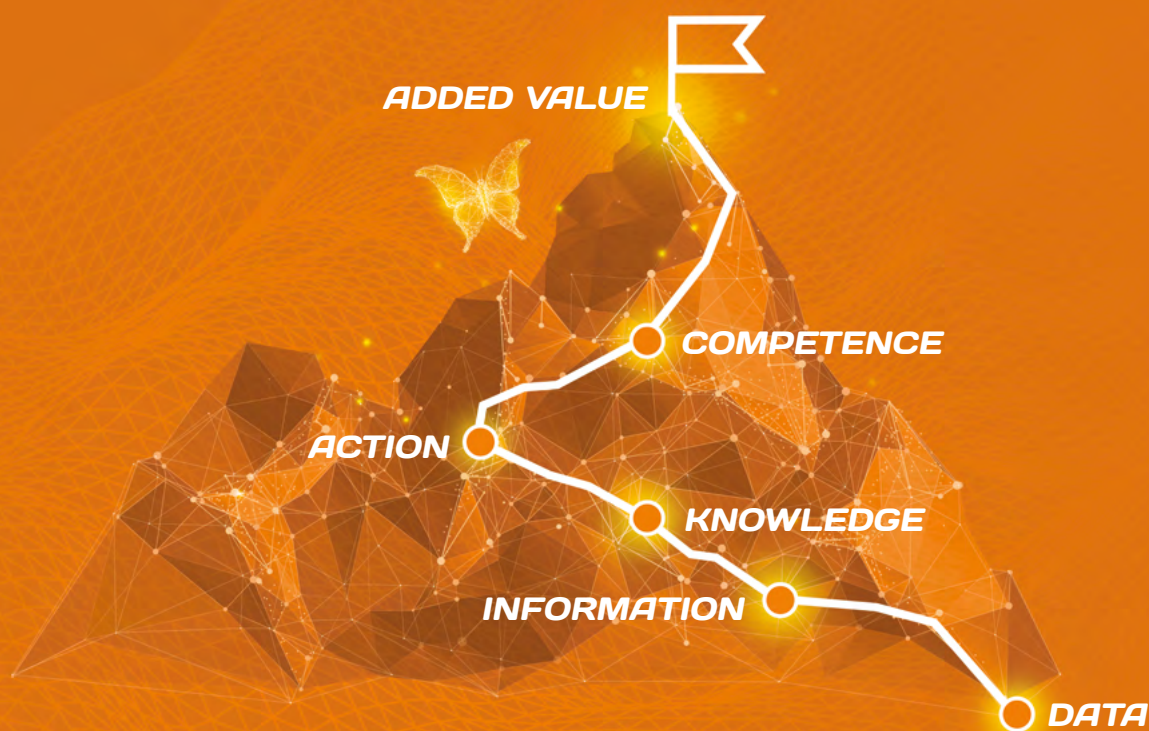 ADDED VALUE
COMPETENCE
ACTION
KNOWLEDGE
INFORMATION
DATA